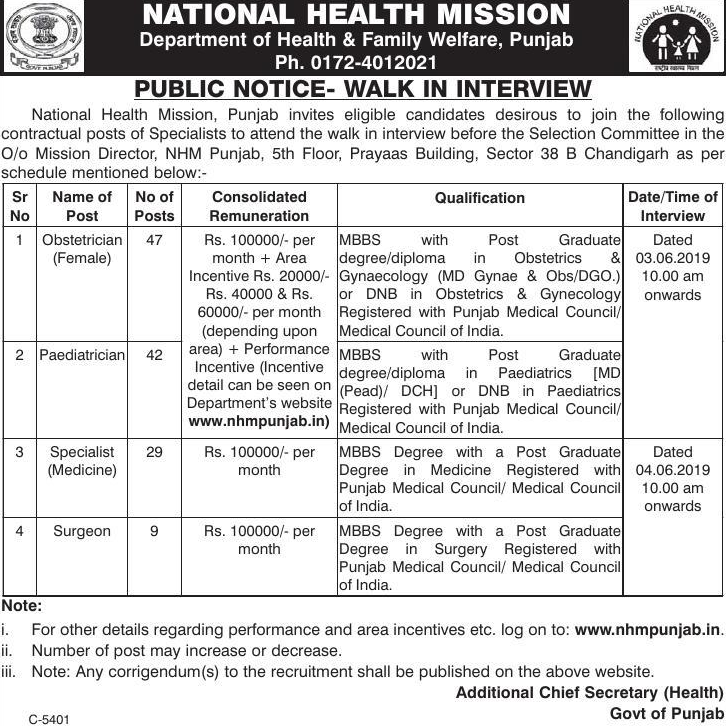 NATIONAL HEALTH MISSION
Department of Health & Family Welfare, Punjab
Ph. 0172-4012021
NATIONAL HEALTH MISSION
राष्ट्रीय स्वास्थ्य मिशन
GOVT. PUNJAB
PUBLIC NOTICE- WALK IN INTERVIEW
National Health Mission, Punjab invites eligible candidates desirous to join the following
contractual posts of Specialists to attend the walk in interview before the Selection Committee in the
O/o Mission Director, NHM Punjab, 5th Floor, Prayaas Building, Sector 38 B Chandigarh as per
schedule mentioned below:-
Sr No | Name of Post | No of Posts | Consolidated Remuneration | Qualification | Date/Time of Interview
1 Obstetrician (Female) 47
Rs. 100000/- per
month + Area
Incentive Rs. 20000/-
Rs. 40000 & Rs.
60000/- per month
(depending upon
area) + Performance
Incentive (Incentive
detail can be seen on
Department's website
www.nhmpunjab.in)
MBBS with Post Graduate
degree/diploma in Obstetrics &
Gynaecology (MD Gynae & Obs/DGO.)
or DNB in Obstetrics & Gynecology
Registered with Punjab Medical Council/
Medical Council of India.
Dated
03.06.2019
10.00 am
onwards
2 Paediatrician 42
MBBS with Post Graduate
degree/diploma in Paediatrics [MD
(Pead)/ DCH] or DNB in Paediatrics
Registered with Punjab Medical Council/
Medical Council of India.
3 Specialist (Medicine) 29
Rs. 100000/- per
month
MBBS Degree with a Post Graduate
Degree in Medicine Registered with
Punjab Medical Council/ Medical Council
of India.
Dated
04.06.2019
10.00 am
onwards
4 Surgeon 9
Rs. 100000/- per
month
MBBS Degree with a Post Graduate
Degree in Surgery Registered with
Punjab Medical Council/ Medical Council
of India.
Note:
i. For other details regarding performance and area incentives etc. log on to: www.nhmpunjab.in.
ii. Number of post may increase or decrease.
iii. Note: Any corrigendum(s) to the recruitment shall be published on the above website.
Additional Chief Secretary (Health)
Govt of Punjab
C-5401